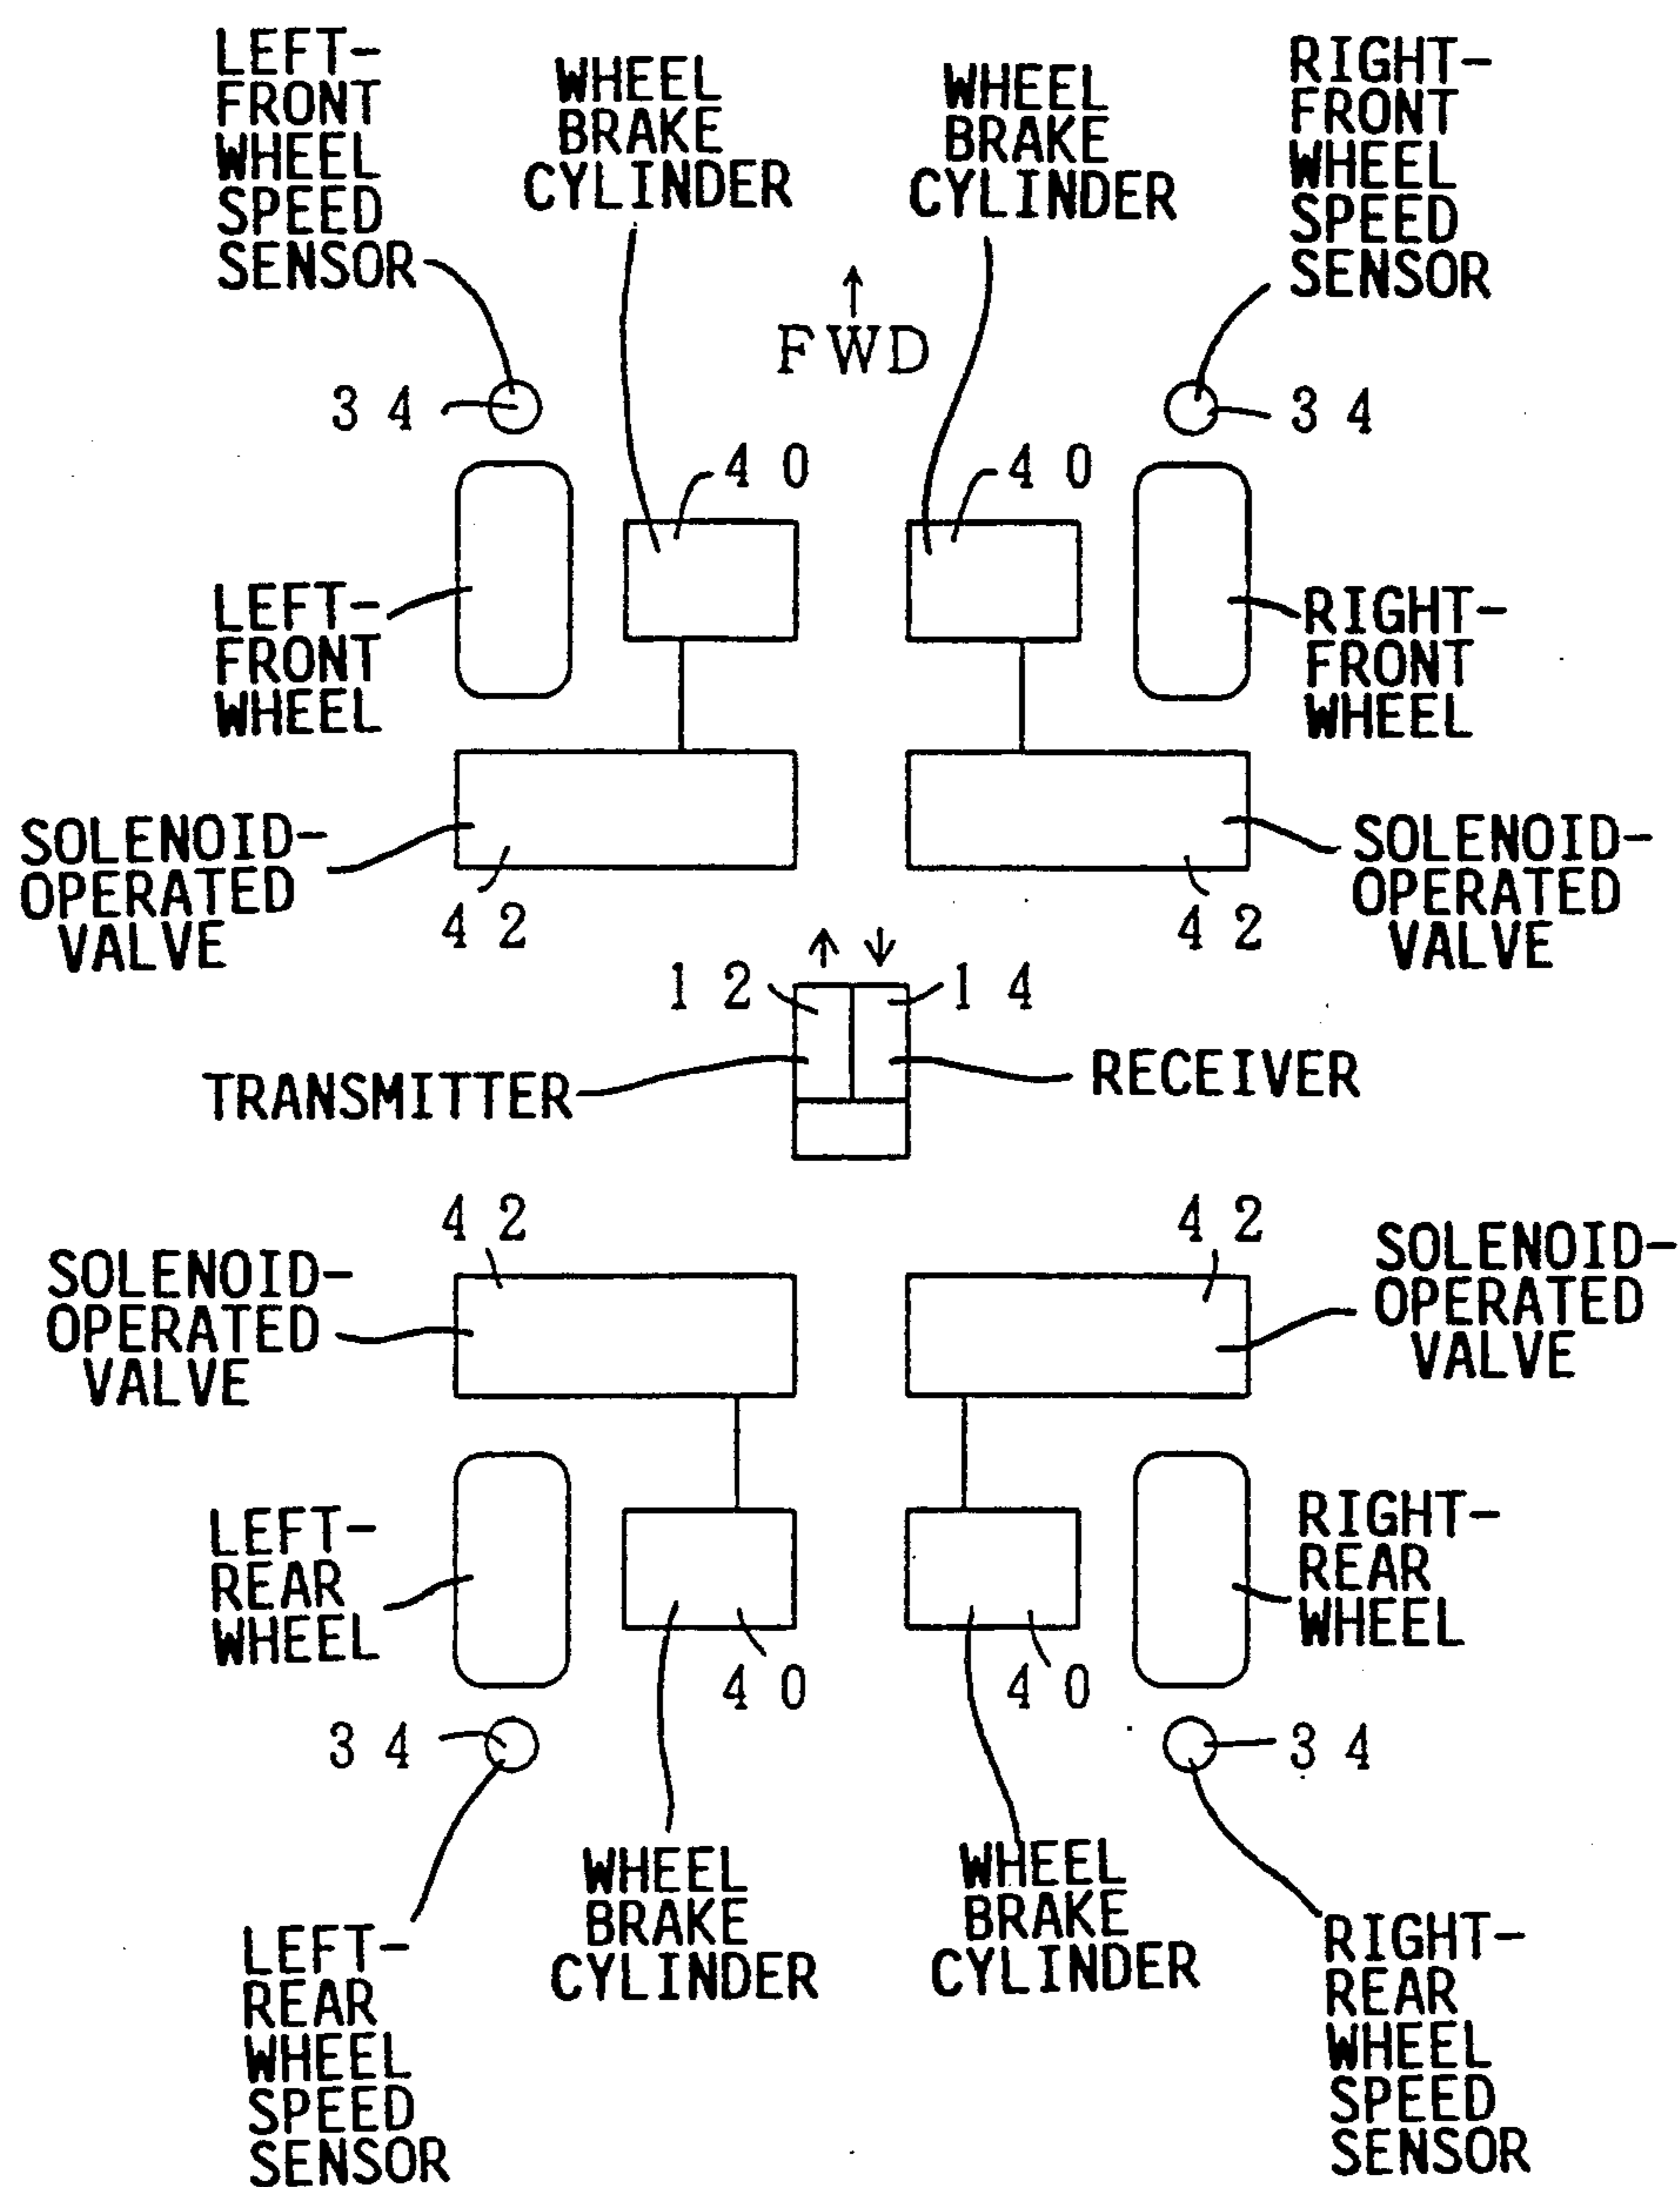 LEFT-
FRONT
WHEEL
SPEED
SENSOR
WHEEL
BRAKE
CYLINDER
WHEEL
BRAKE
CYLINDER
RIGHT-
FRONT
WHEEL
SPEED
SENSOR
FWD
34
34
40
40
LEFT-
FRONT
WHEEL
RIGHT-
FRONT
WHEEL
SOLENOID-
OPERATED
VALVE
42
42
SOLENOID-
OPERATED
VALVE
12
14
TRANSMITTER
RECEIVER
42
42
SOLENOID-
OPERATED
VALVE
SOLENOID-
OPERATED
VALVE
LEFT-
REAR
WHEEL
RIGHT-
REAR
WHEEL
40
40
34
34
WHEEL
BRAKE
CYLINDER
WHEEL
BRAKE
CYLINDER
LEFT-
REAR
WHEEL
SPEED
SENSOR
RIGHT-
REAR
WHEEL
SPEED
SENSOR